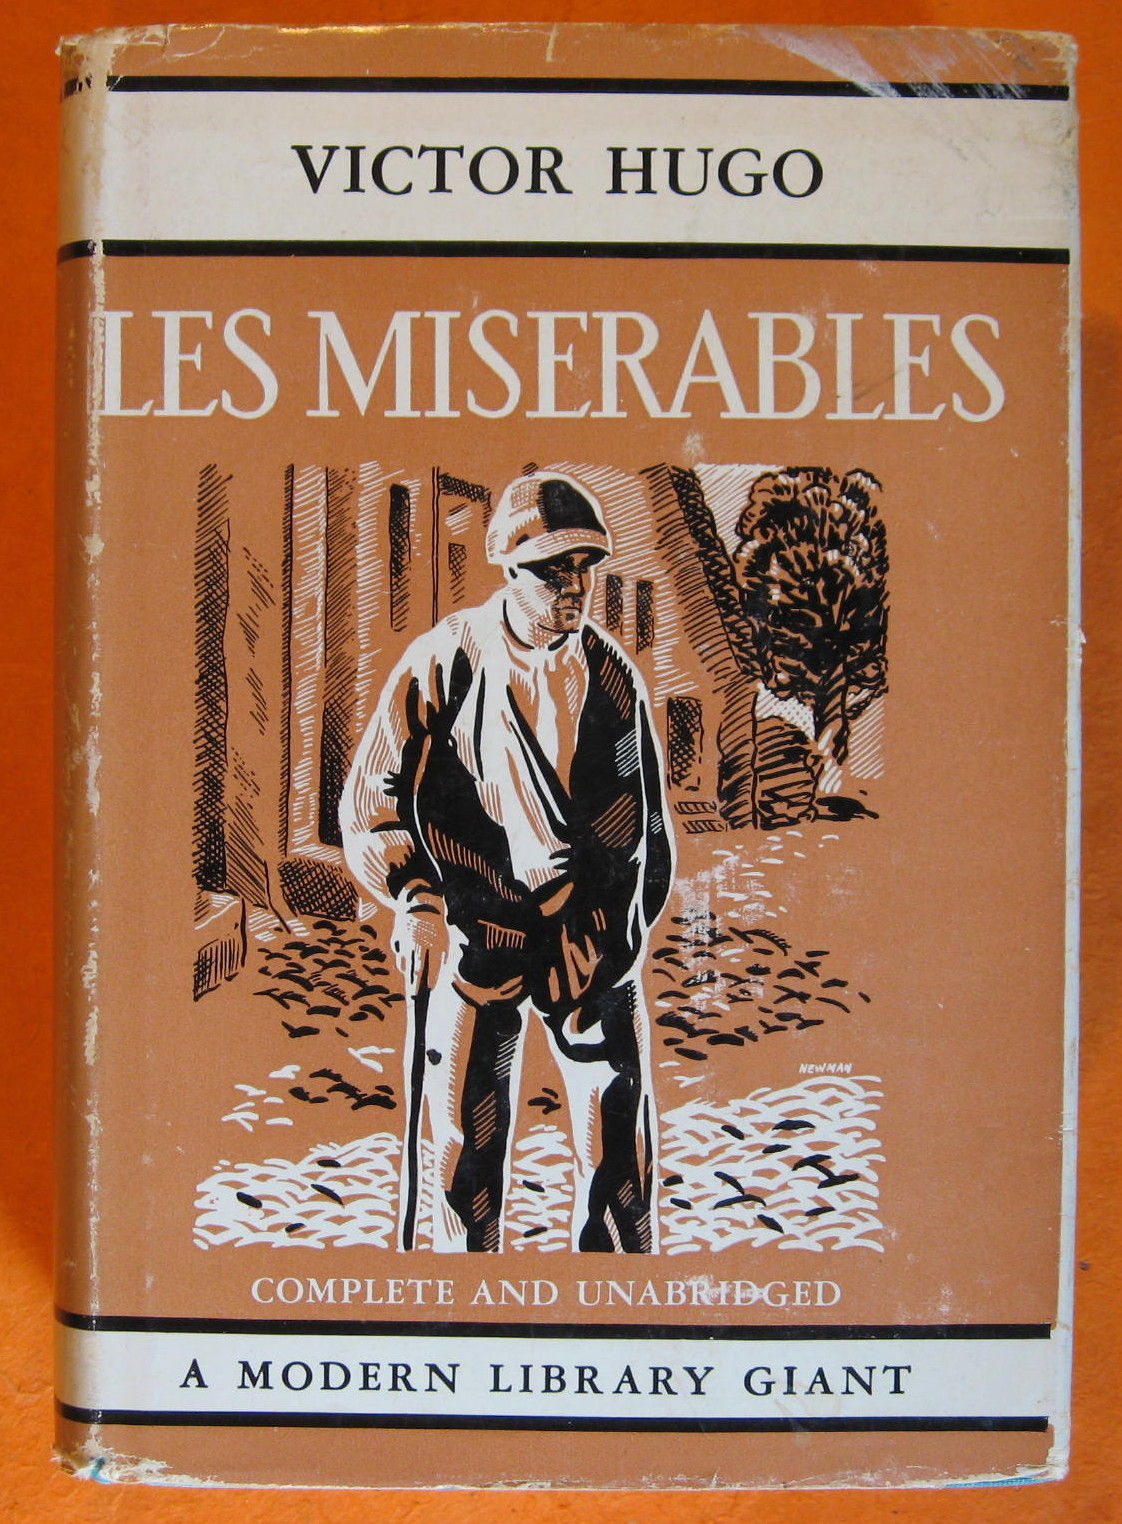 VICTOR HUGO
LES MISERABLES
NEWMAN
COMPLETE AND UNABRIDGED
A MODERN LIBRARY GIANT